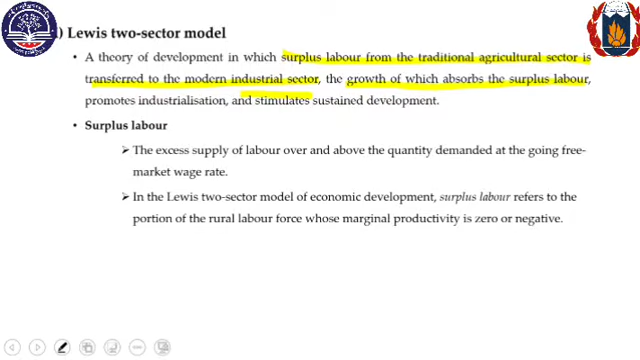 ) Lewis two-sector model
• A theory of development in which surplus labour from the traditional agricultural sector is
transferred to the modern industrial sector, the growth of which absorbs the surplus labour,
promotes industrialisation, and stimulates sustained development.
• Surplus labour
➢ The excess supply of labour over and above the quantity demanded at the going free-
market wage rate.
➢ In the Lewis two-sector model of economic development, surplus labour refers to the
portion of the rural labour force whose marginal productivity is zero or negative.